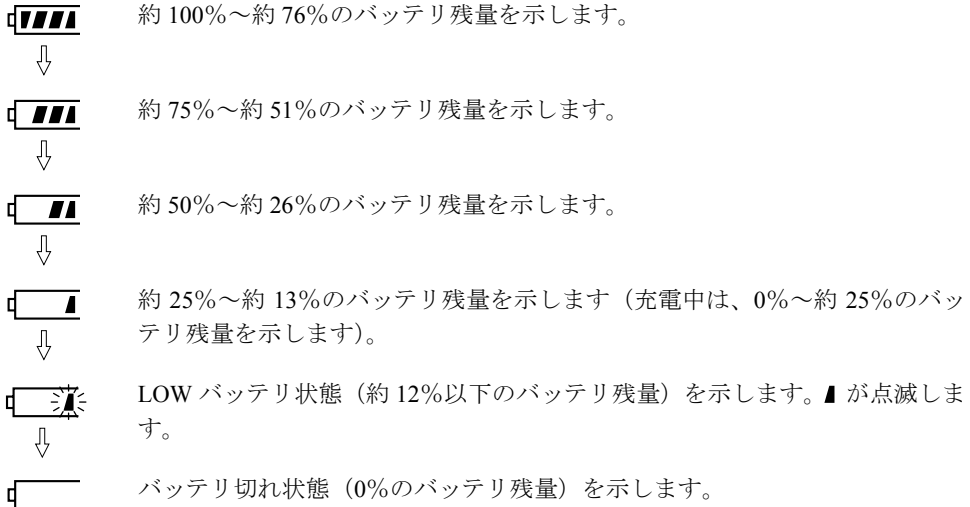 約 100%～約 76%のバッテリ残量を示します。
約 75%～約 51%のバッテリ残量を示します。
約 50%～約 26%のバッテリ残量を示します。
約 25%～約 13%のバッテリ残量を示します（充電中は、0%～約 25%のバッ
テリ残量を示します）。
LOW バッテリ状態（約 12%以下のバッテリ残量）を示します。 が点滅しま
す。
バッテリ切れ状態（0%のバッテリ残量）を示します。